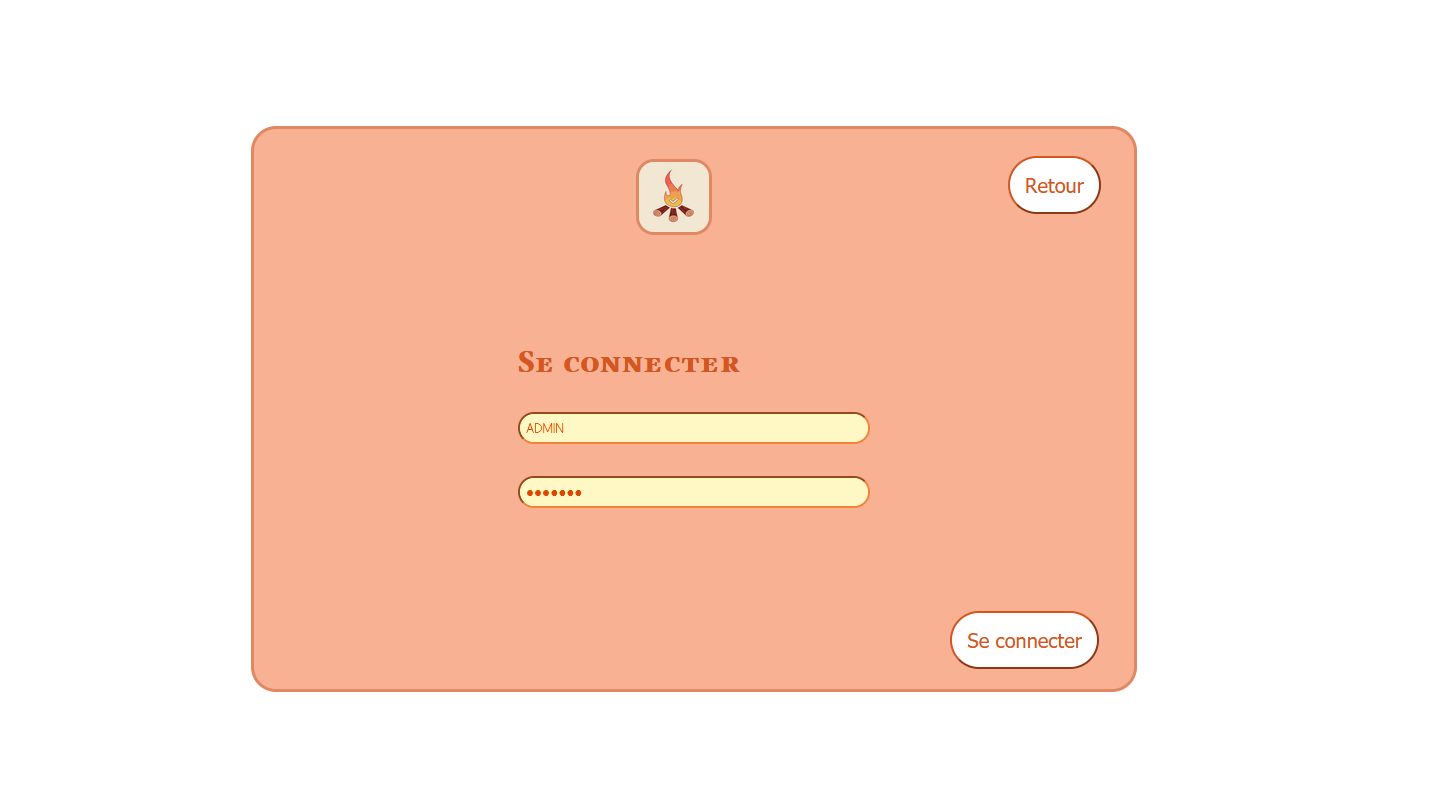 Retour
Se connecter
ADMIN
•••••••
Se connecter